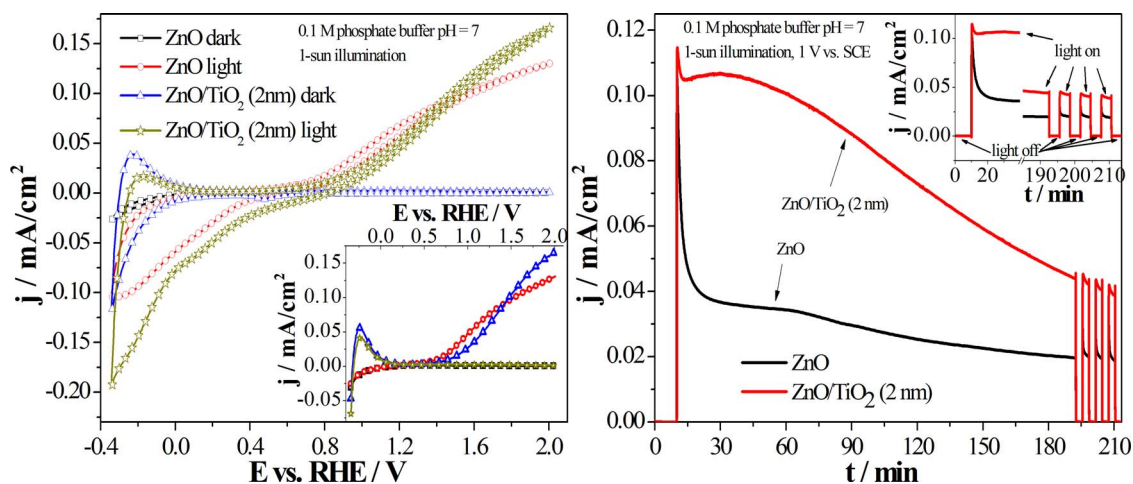 0.1 M phosphate buffer pH = 7
1-sun illumination
ZnO dark
ZnO light
ZnO/TiO2 (2nm) dark
ZnO/TiO2 (2nm) light
j / mA/cm2
0.15
0.10
0.05
0.00
-0.05
-0.10
-0.15
-0.20
-0.4
0.0
0.4
0.8
1.2
1.6
2.0
E vs. RHE / V
E vs. RHE / V
0.0
0.5
1.0
1.5
2.0
j / mA/cm2
0.15
0.10
0.05
0.00
-0.05
0.1 M phosphate buffer pH = 7
1-sun illumination, 1 V vs. SCE
j / mA/cm2
0.12
0.10
0.08
0.06
0.04
0.02
0.00
0
30
60
90
120
150
180
210
t / min
ZnO/TiO2 (2 nm)
ZnO
ZnO
ZnO/TiO2 (2 nm)
j / mA/cm2
0.10
0.05
0.00
light on
light off
0
20
190
200
210
t / min